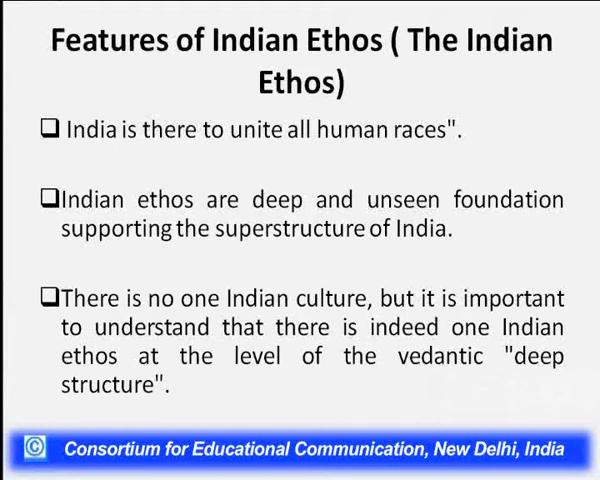 Features of Indian Ethos ( The Indian
Ethos)
India is there to unite all human races".
Indian ethos are deep and unseen foundation
supporting the superstructure of India.
There is no one Indian culture, but it is important
to understand that there is indeed one Indian
ethos at the level of the vedantic "deep
structure".
© Consortium for Educational Communication, New Delhi, India